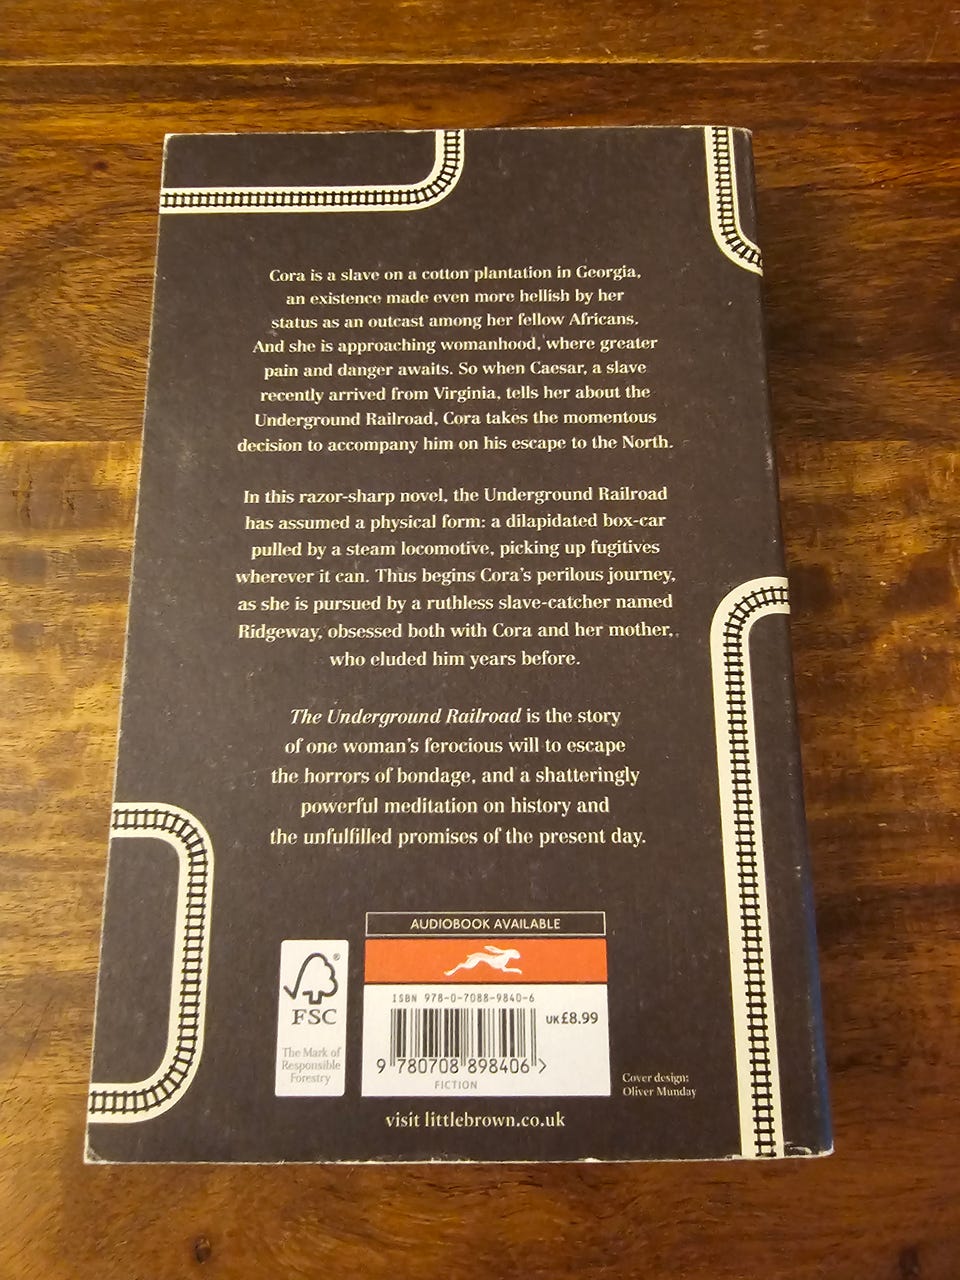 Cora is a slave on a cotton plantation in Georgia,
an existence made even more hellish by her
status as an outcast among her fellow Africans.
And she is approaching womanhood, where greater
pain and danger awaits. So when Caesar, a slave
recently arrived from Virginia, tells her about the
Underground Railroad, Cora takes the momentous
decision to accompany him on his escape to the North.
In this razor-sharp novel, the Underground Railroad
has assumed a physical form: a dilapidated box-car
pulled by a steam locomotive, picking up fugitives
wherever it can. Thus begins Cora's perilous journey,
as she is pursued by a ruthless slave-catcher named
Ridgeway, obsessed both with Cora and her mother,
who eluded him years before.
The Underground Railroad is the story
of one woman's ferocious will to escape
the horrors of bondage, and a shatteringly
powerful meditation on history and
the unfulfilled promises of the present day.
AUDIOBOOK AVAILABLE
ISBN 978-0-7088-9840-6
UK£8.99
9 780708 898406 >
FICTION
®
FSC
The Mark of
Responsible
Forestry
Cover design:
Oliver Munday
visit littlebrown.co.uk